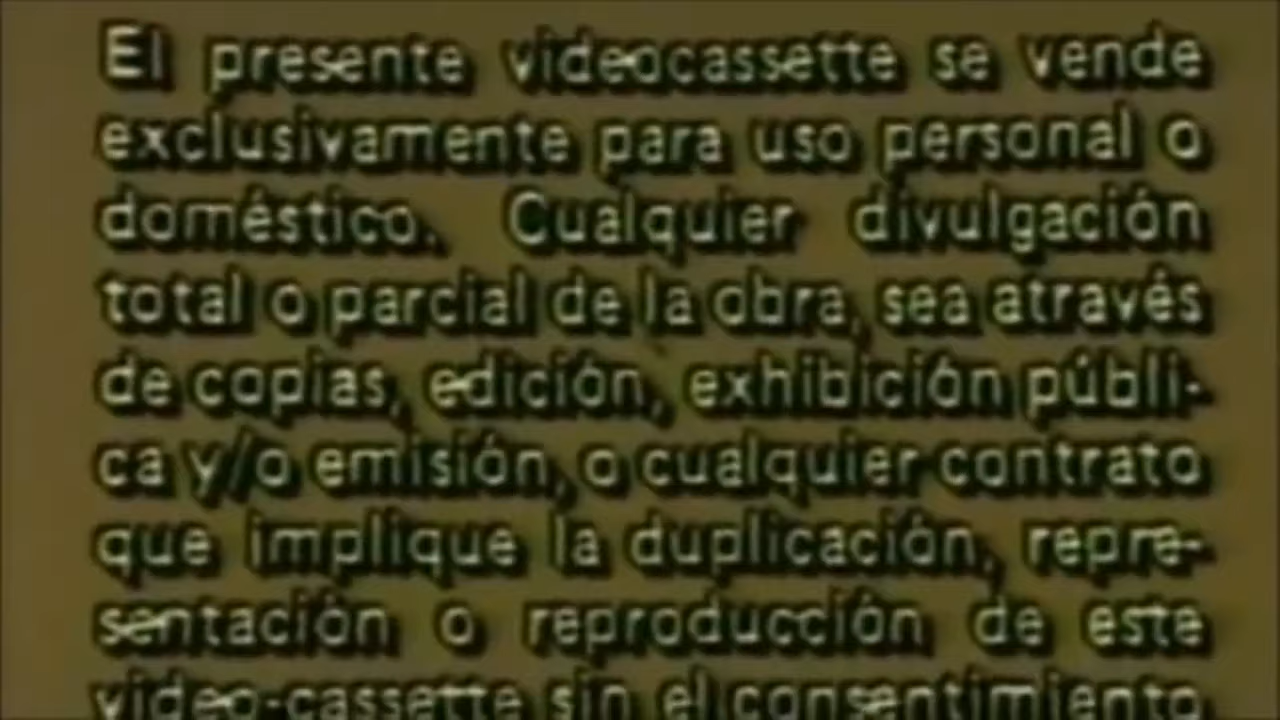 El presente videocassette se vende
exclusivamente para uso personal o
doméstico. Cualquier divulgación
total o parcial de la obra, sea através
de copias, edición, exhibición públi-
ca y/o emisión, o cualquier contrato
que implique la duplicación, repre-
sentación o reproducción de este
video-cassette sin el consentimiento